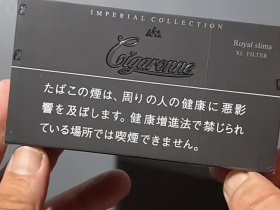 IMPERIAL COLLECTION
Cigaronne
Royal slims
XL FILTER
たばこの煙は、周りの人の健康に悪影
響を及ぼします。健康増進法で禁じられ
ている場所では喫煙できません。